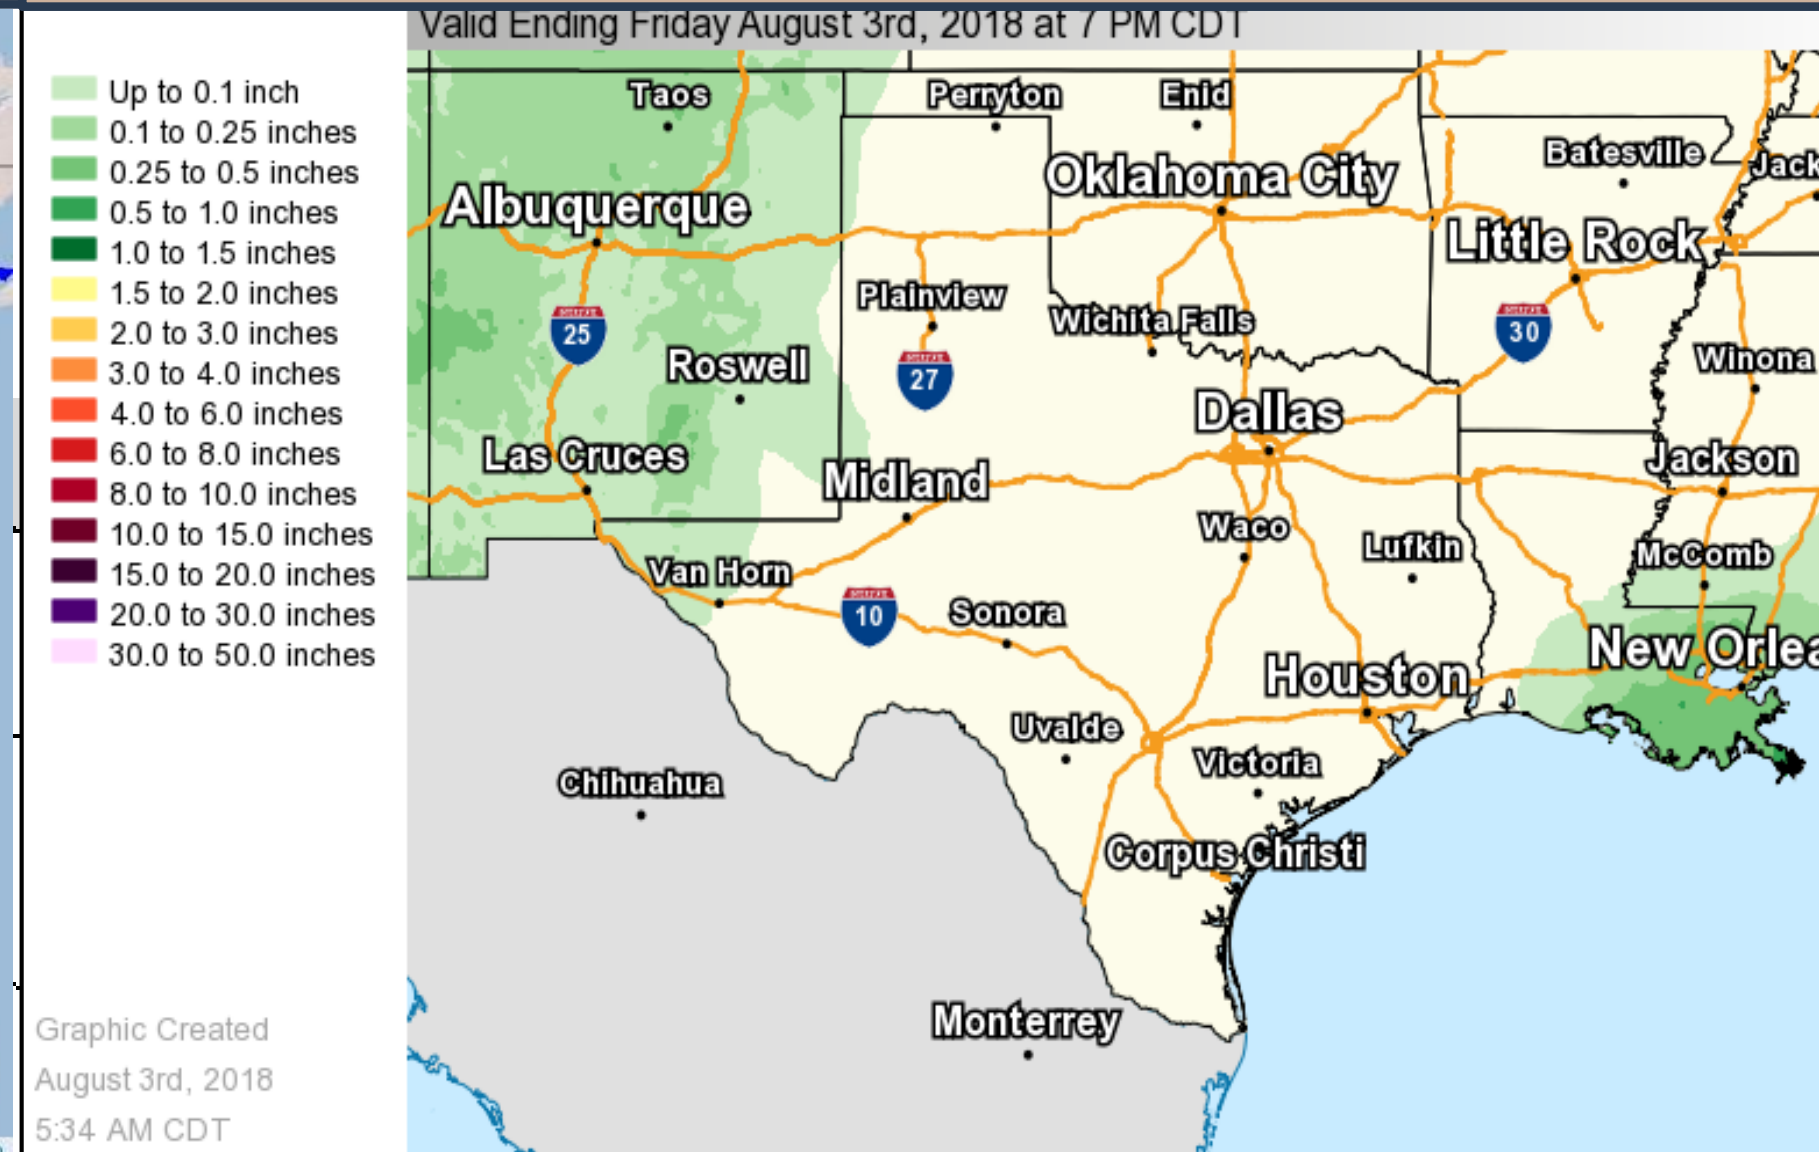 Valid Ending Friday August 3rd, 2018 at 7 PM CDT
Up to 0.1 inch
0.1 to 0.25 inches
0.25 to 0.5 inches
0.5 to 1.0 inches
1.0 to 1.5 inches
1.5 to 2.0 inches
2.0 to 3.0 inches
3.0 to 4.0 inches
4.0 to 6.0 inches
6.0 to 8.0 inches
8.0 to 10.0 inches
10.0 to 15.0 inches
15.0 to 20.0 inches
20.0 to 30.0 inches
30.0 to 50.0 inches
Graphic Created
August 3rd, 2018
5:34 AM CDT
Taos
Perryton
Enid
Batesville
Jack
Oklahoma City
Albuquerque
Little Rock
Plainview
Wichita Falls
25
30
Roswell
27
Winona
Dallas
Las Cruces
Midland
Jackson
Waco
Lufkin
McComb
Van Horn
10
Sonora
New Orlea
Houston
Uvalde
Victoria
Chihuahua
Corpus Christi
Monterrey